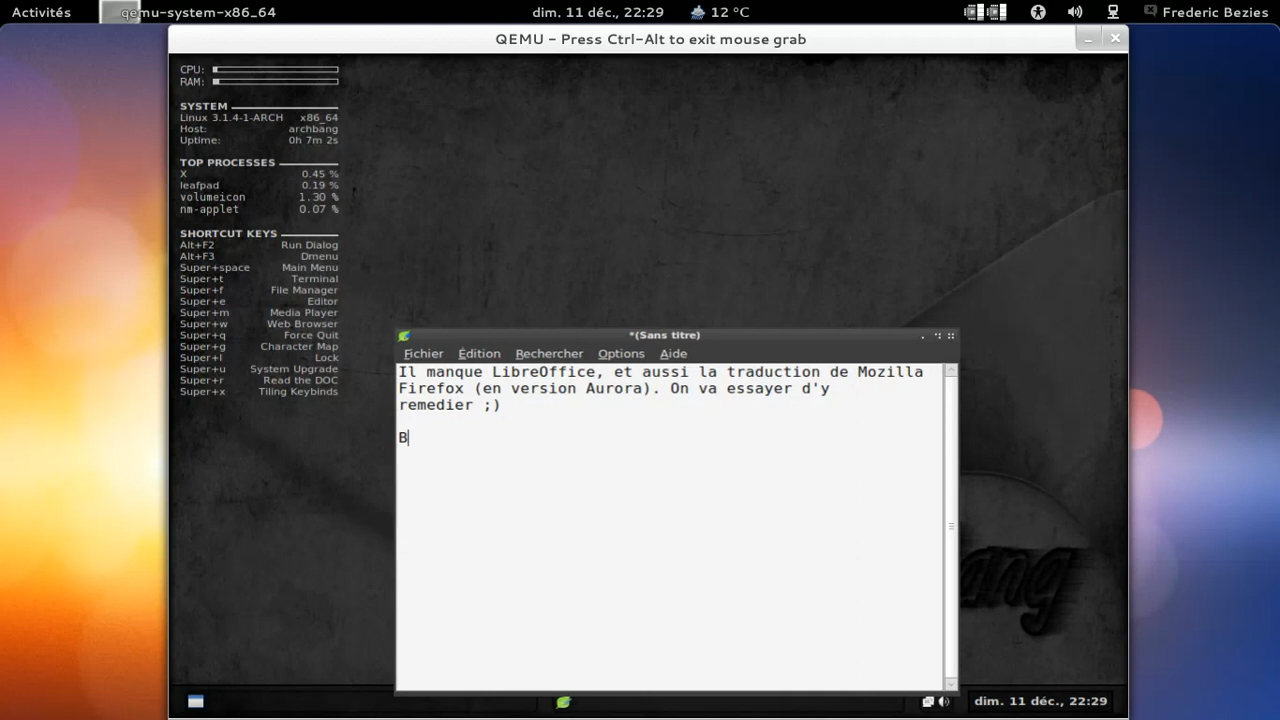 Activités qemu-system-x86_64 dim. 11 déc., 22:29 12 °C Frederic Bezies
QEMU - Press Ctrl-Alt to exit mouse grab
CPU:
RAM:
SYSTEM
Linux 3.1.4-1-ARCH x86_64
Host: archbang
Uptime: 0h 7m 2s
TOP PROCESSES
X 0.45 %
leafpad 0.19 %
volumeicon 1.30 %
nm-applet 0.07 %
SHORTCUT KEYS
Alt+F2 Run Dialog
Alt+F3 Dmenu
Super+space Main Menu
Super+t Terminal
Super+f File Manager
Super+e Editor
Super+m Media Player
Super+w Web Browser
Super+q Force Quit
Super+g Character Map
Super+l Lock
Super+u System Upgrade
Super+r Read the DOC
Super+x Tiling Keybinds
*(Sans titre)
Fichier Édition Rechercher Options Aide
Il manque LibreOffice, et aussi la traduction de Mozilla
Firefox (en version Aurora). On va essayer d'y
remedier ;)
B
ang
dim. 11 déc., 22:29